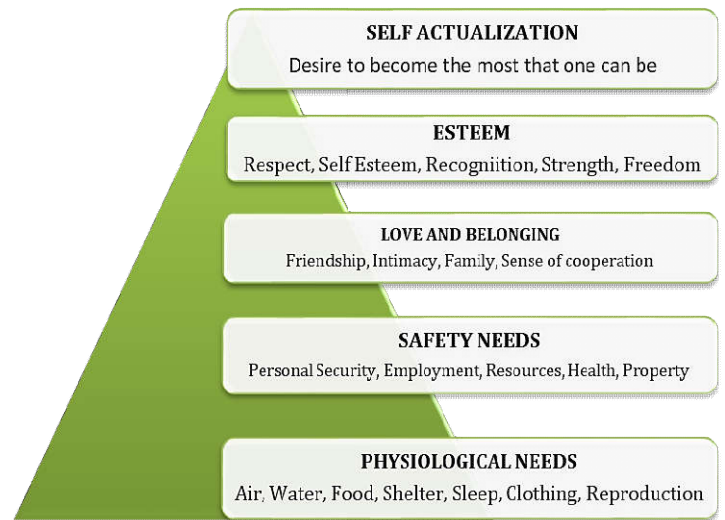 SELF ACTUALIZATION
Desire to become the most that one can be
ESTEEM
Respect, Self Esteem, Recogniition, Strength, Freedom
LOVE AND BELONGING
Friendship, Intimacy, Family, Sense of cooperation
SAFETY NEEDS
Personal Security, Employment, Resources, Health, Property
PHYSIOLOGICAL NEEDS
Air, Water, Food, Shelter, Sleep, Clothing, Reproduction